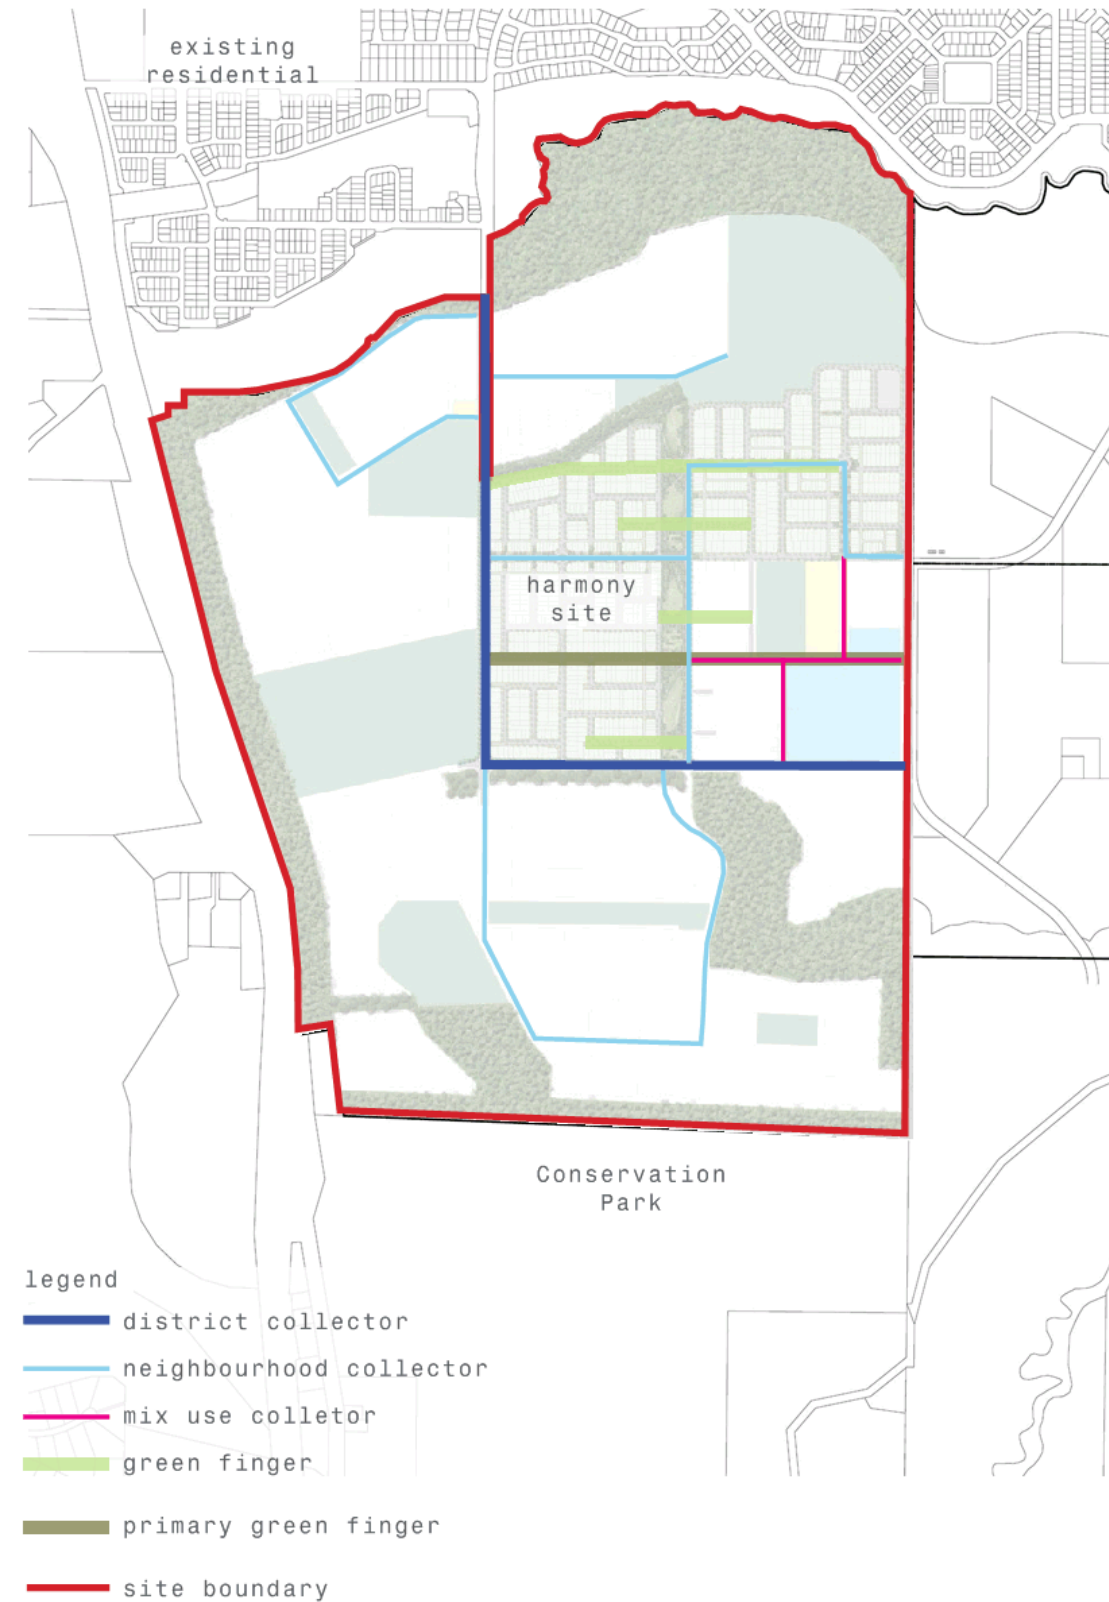 existing
residential
harmony
site
Conservation
Park
legend
district collector
neighbourhood collector
mix use colletor
green finger
primary green finger
site boundary